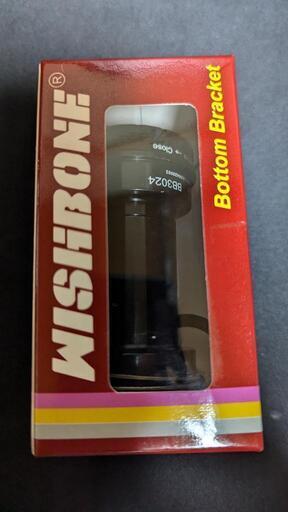 WISHBONE®
→ Close
BB3024
Bottom Bracket